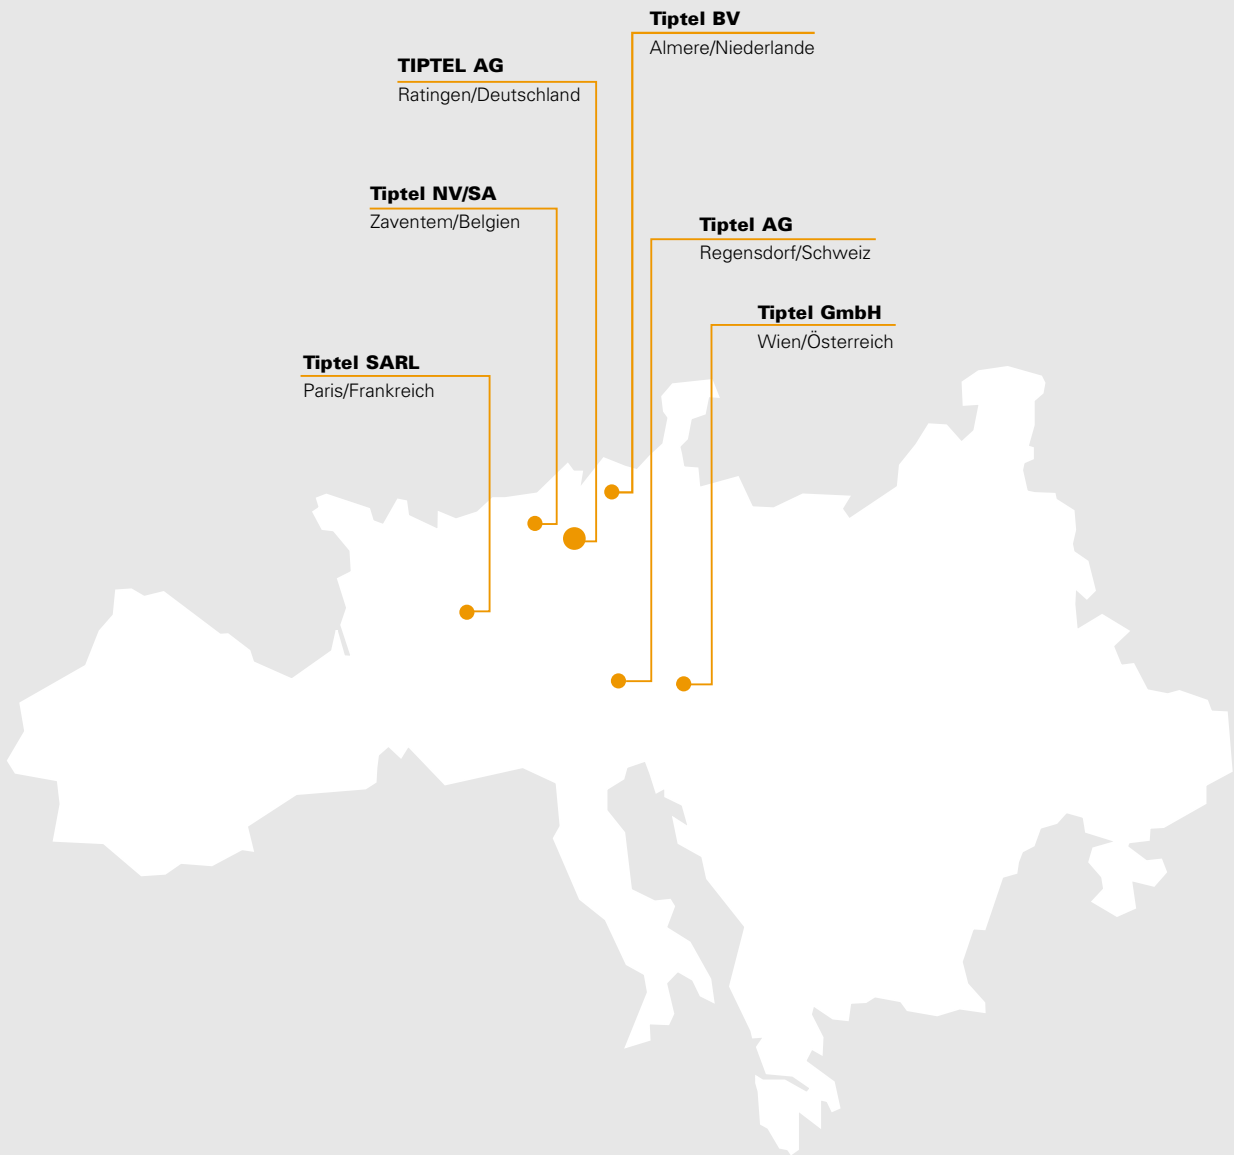 Tiptel BV
Almere/Niederlande
TIPTEL AG
Ratingen/Deutschland
Tiptel NV/SA
Zaventem/Belgien
Tiptel AG
Regensdorf/Schweiz
Tiptel GmbH
Wien/Österreich
Tiptel SARL
Paris/Frankreich